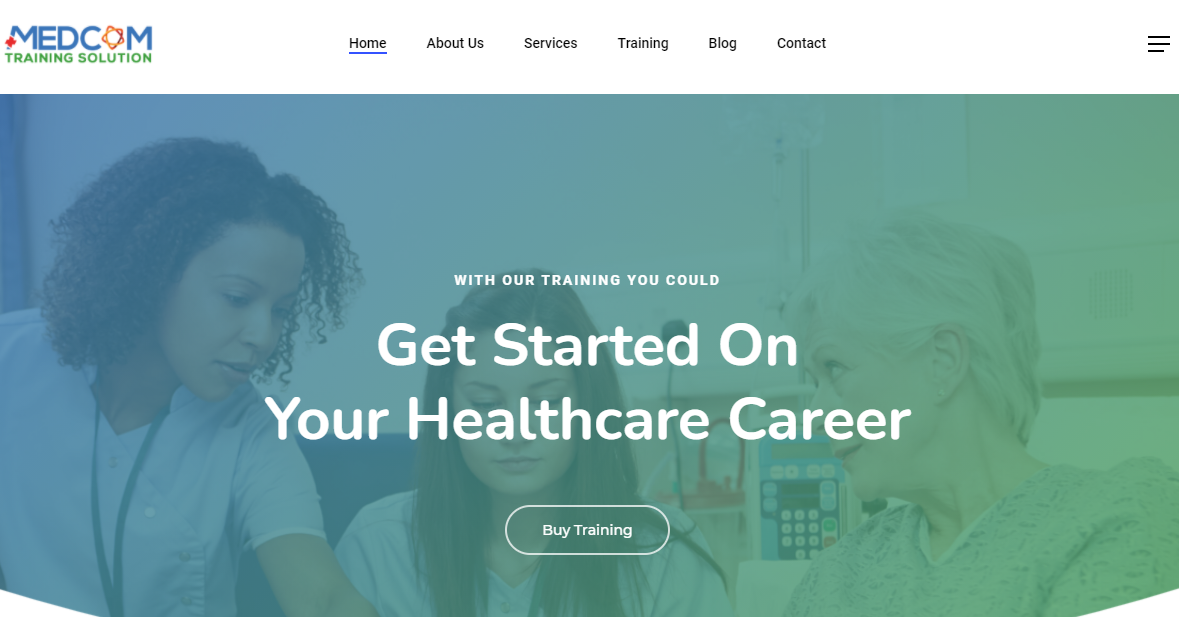 MEDCOM
TRAINING SOLUTION
Home About Us Services Training Blog Contact
WITH OUR TRAINING YOU COULD
Get Started On
Your Healthcare Career
Buy Training